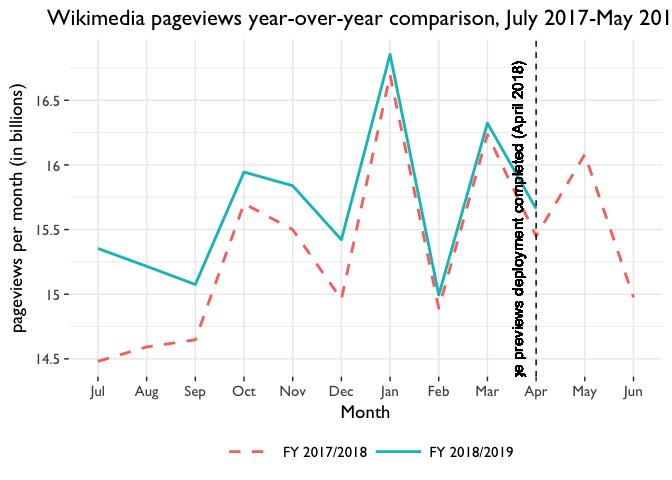 Wikimedia pageviews year-over-year comparison, July 2017-May 201
pageviews per month (in billions)
16.5
16
15.5
15
14.5
previews deployment completed (April 2018)
Jul Aug Sep Oct Nov Dec Jan Feb Mar Apr May Jun
Month
FY 2017/2018 FY 2018/2019